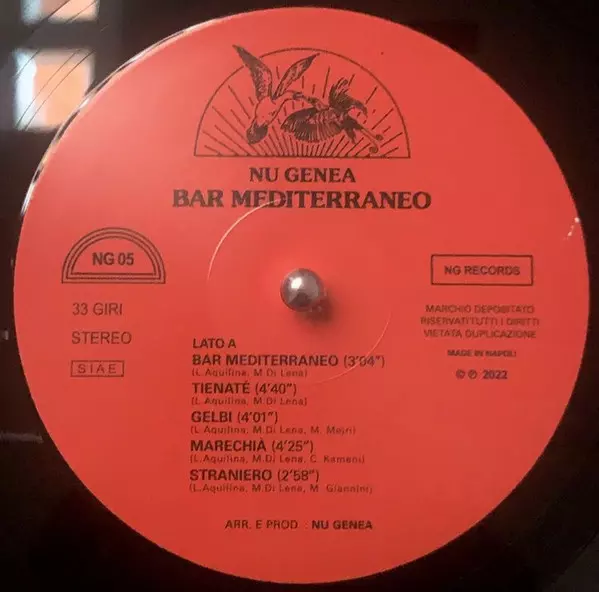 NU GENEA
BAR MEDITERRANEO
NG 05
NG RECORDS
33 GIRI
STEREO
SIAE
MARCHIO DEPOSITATO
RISERVATI TUTTI I DIRITTI
VIETATA DUPLICAZIONE
MADE IN NAPOLI
© ℗ 2022
LATO A
BAR MEDITERRANEO (3'04")
(L.Aquilina, M.Di Lena)
TIENATÉ (4'40")
(L.Aquilina, M.Di Lena)
GELBI (4'01")
(L.Aquilina, M.Di Lena, M. Mejri)
MARECHIÀ (4'25")
(L.Aquilina, M.Di Lena, C. Kameni)
STRANIERO (2'58")
(L.Aquilina, M.Di Lena, M. Giannini)
ARR. E PROD : NU GENEA